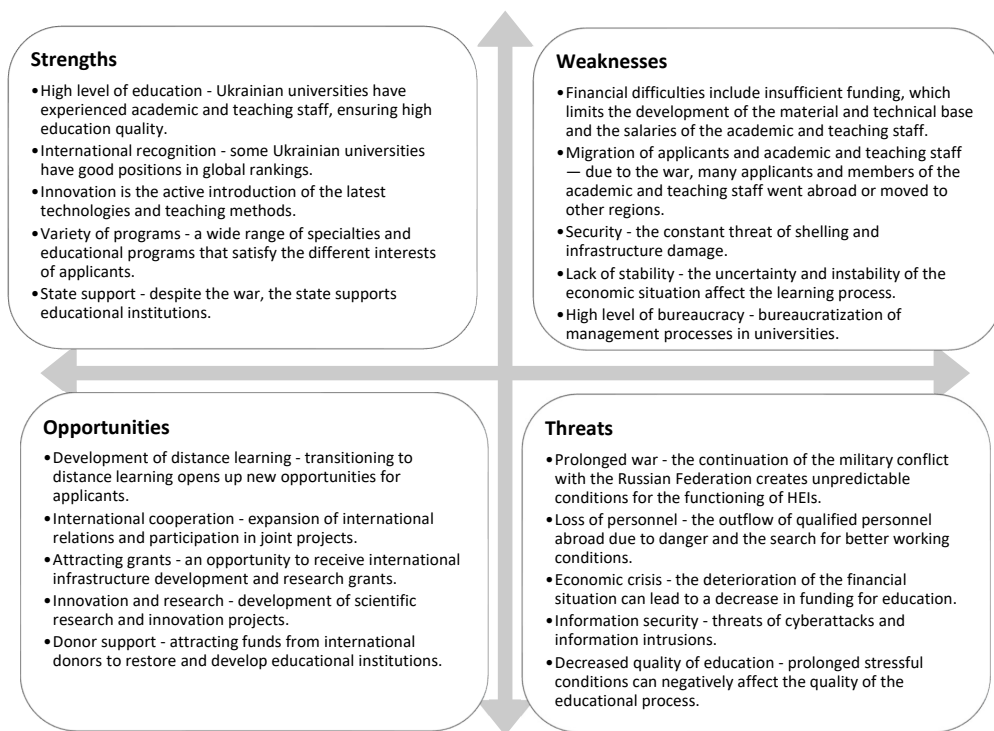 Strengths
•High level of education - Ukrainian universities have
experienced academic and teaching staff, ensuring high
education quality.
•International recognition - some Ukrainian universities
have good positions in global rankings.
•Innovation is the active introduction of the latest
technologies and teaching methods.
•Variety of programs - a wide range of specialties and
educational programs that satisfy the different interests
of applicants.
•State support - despite the war, the state supports
educational institutions.
Weaknesses
•Financial difficulties include insufficient funding, which
limits the development of the material and technical base
and the salaries of the academic and teaching staff.
•Migration of applicants and academic and teaching staff
— due to the war, many applicants and members of the
academic and teaching staff went abroad or moved to
other regions.
•Security - the constant threat of shelling and
infrastructure damage.
•Lack of stability - the uncertainty and instability of the
economic situation affect the learning process.
•High level of bureaucracy - bureaucratization of
management processes in universities.
Opportunities
•Development of distance learning - transitioning to
distance learning opens up new opportunities for
applicants.
•International cooperation - expansion of international
relations and participation in joint projects.
•Attracting grants - an opportunity to receive international
infrastructure development and research grants.
•Innovation and research - development of scientific
research and innovation projects.
•Donor support - attracting funds from international
donors to restore and develop educational institutions.
Threats
•Prolonged war - the continuation of the military conflict
with the Russian Federation creates unpredictable
conditions for the functioning of HEIs.
•Loss of personnel - the outflow of qualified personnel
abroad due to danger and the search for better working
conditions.
•Economic crisis - the deterioration of the financial
situation can lead to a decrease in funding for education.
•Information security - threats of cyberattacks and
information intrusions.
•Decreased quality of education - prolonged stressful
conditions can negatively affect the quality of the
educational process.